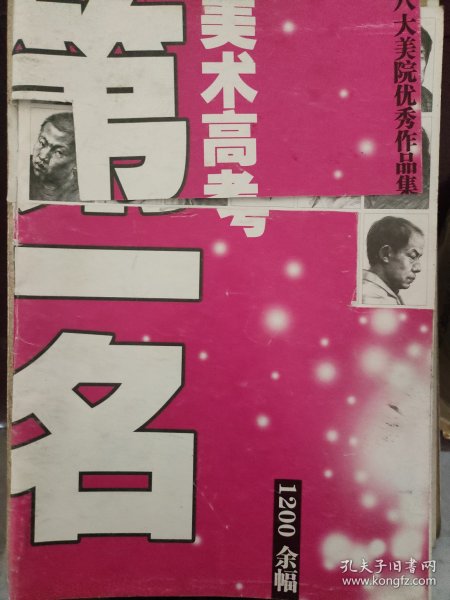 八大美院优秀作品集
美术高考
第一名
1200余幅
孔夫子旧书网
www.kongfz.com